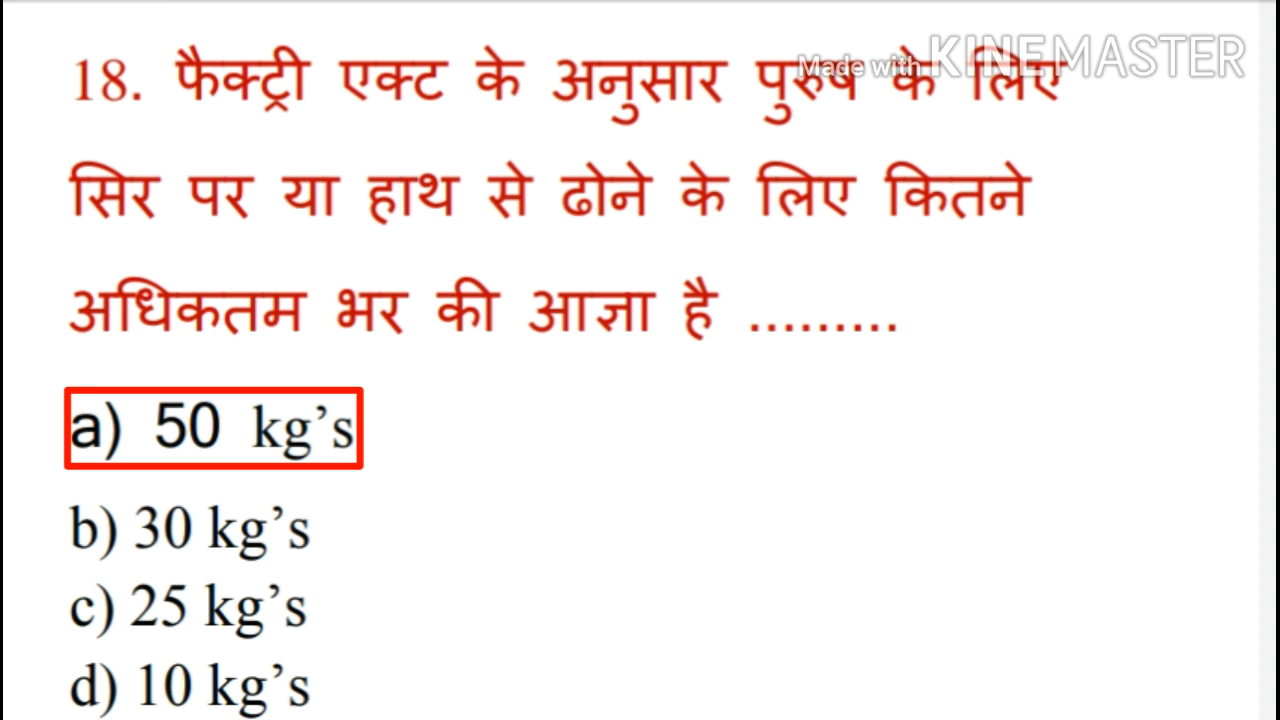 18. फैक्ट्री एक्ट के अनुसार पुरुष के लिए
Made with KINEMASTER
सिर पर या हाथ से ढोने के लिए कितने
अधिकतम भर की आज्ञा है .........
a) 50 kg’s
b) 30 kg’s
c) 25 kg’s
d) 10 kg’s